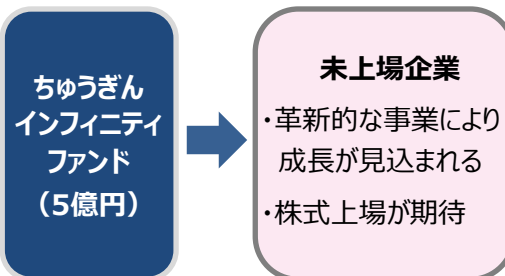 ちゅうぎん
インフィニティ
ファンド
（5億円）
未上場企業
・革新的な事業により
成長が見込まれる
・株式上場が期待